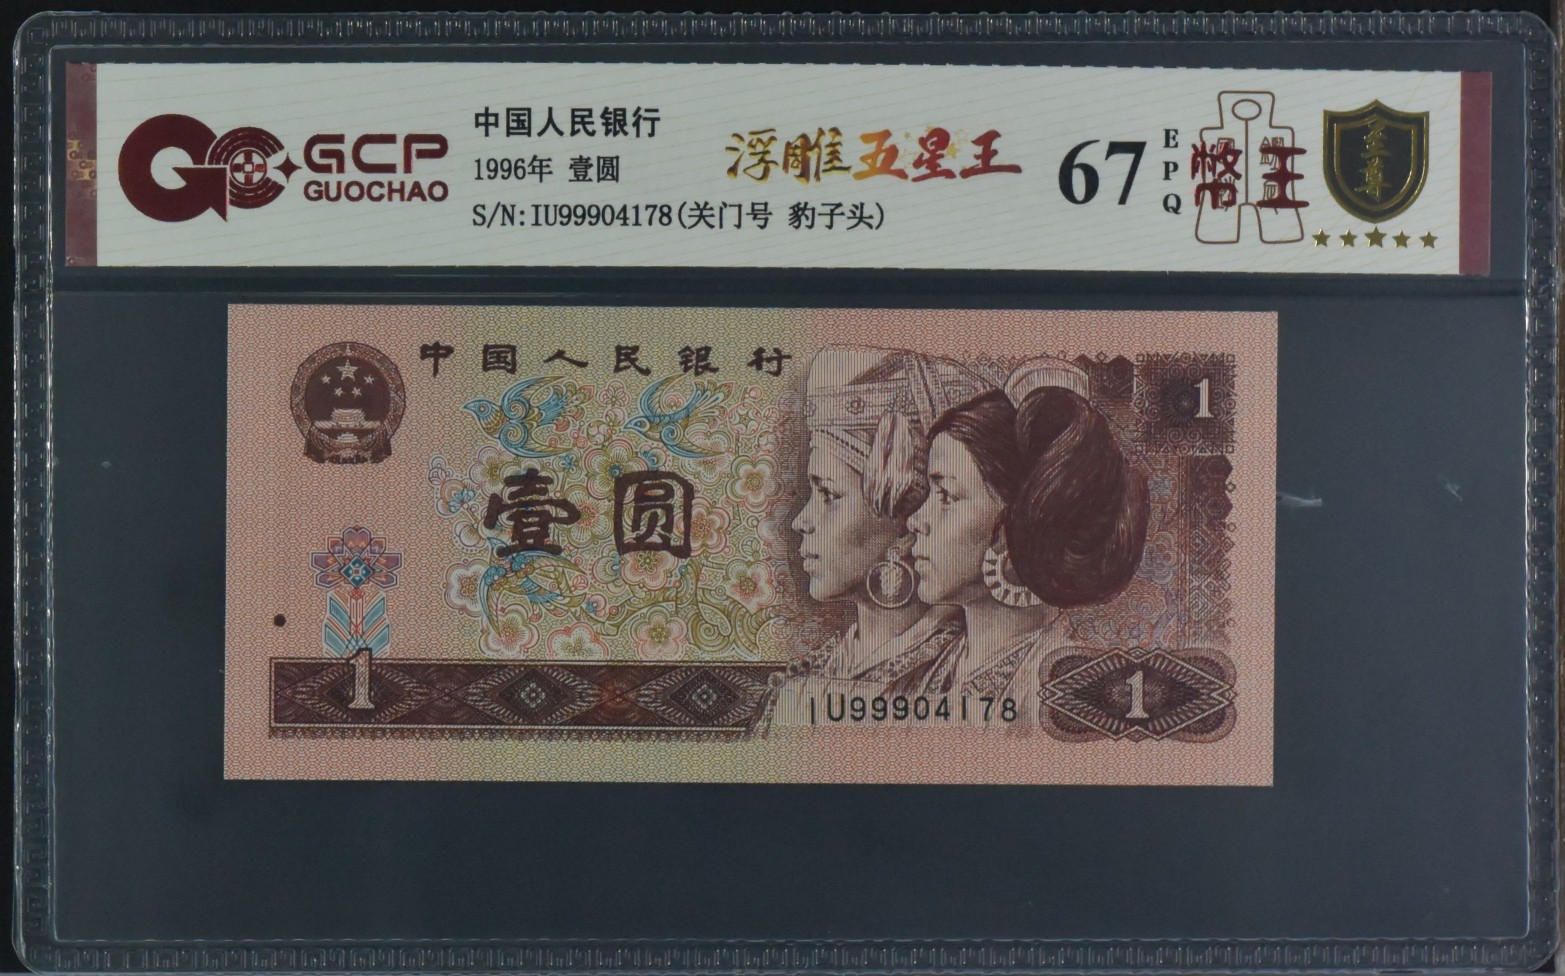 GCP
GUOCHAO
中国人民银行
1996年 壹圆
S/N:IU99904178(关门号 豹子头)
浮雕五星王
67
EPQ
幣王
至尊
中国人民银行
1
壹圆
1
IU99904178
1